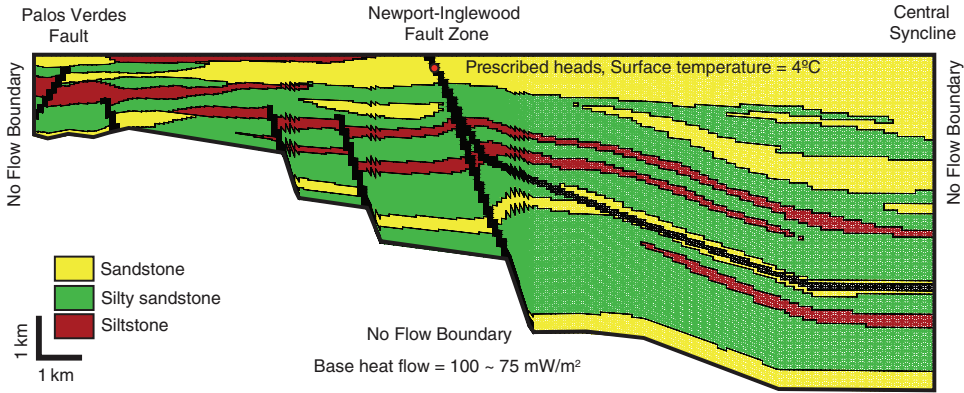 Palos Verdes
Fault
Newport-Inglewood
Fault Zone
Central
Syncline
No Flow Boundary
Prescribed heads, Surface temperature = 4ºC
No Flow Boundary
Sandstone
Silty sandstone
Siltstone
1 km
1 km
No Flow Boundary
Base heat flow = 100 ~ 75 mW/m²